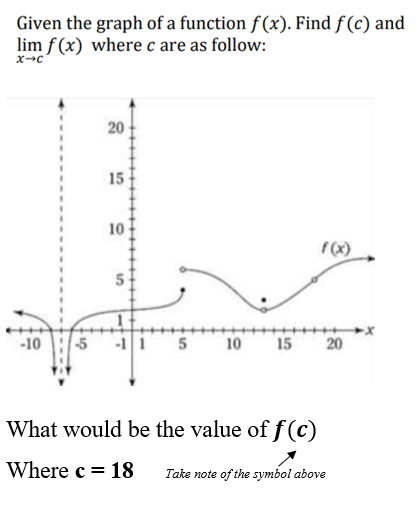 Given the graph of a function f(x). Find f(c) and
lim f(x) where c are as follow:
x→c
20
15
10
f(x)
5
1
x
-10 -5 -1 1 5 10 15 20
What would be the value of f(c)
Where c = 18 Take note of the symbol above